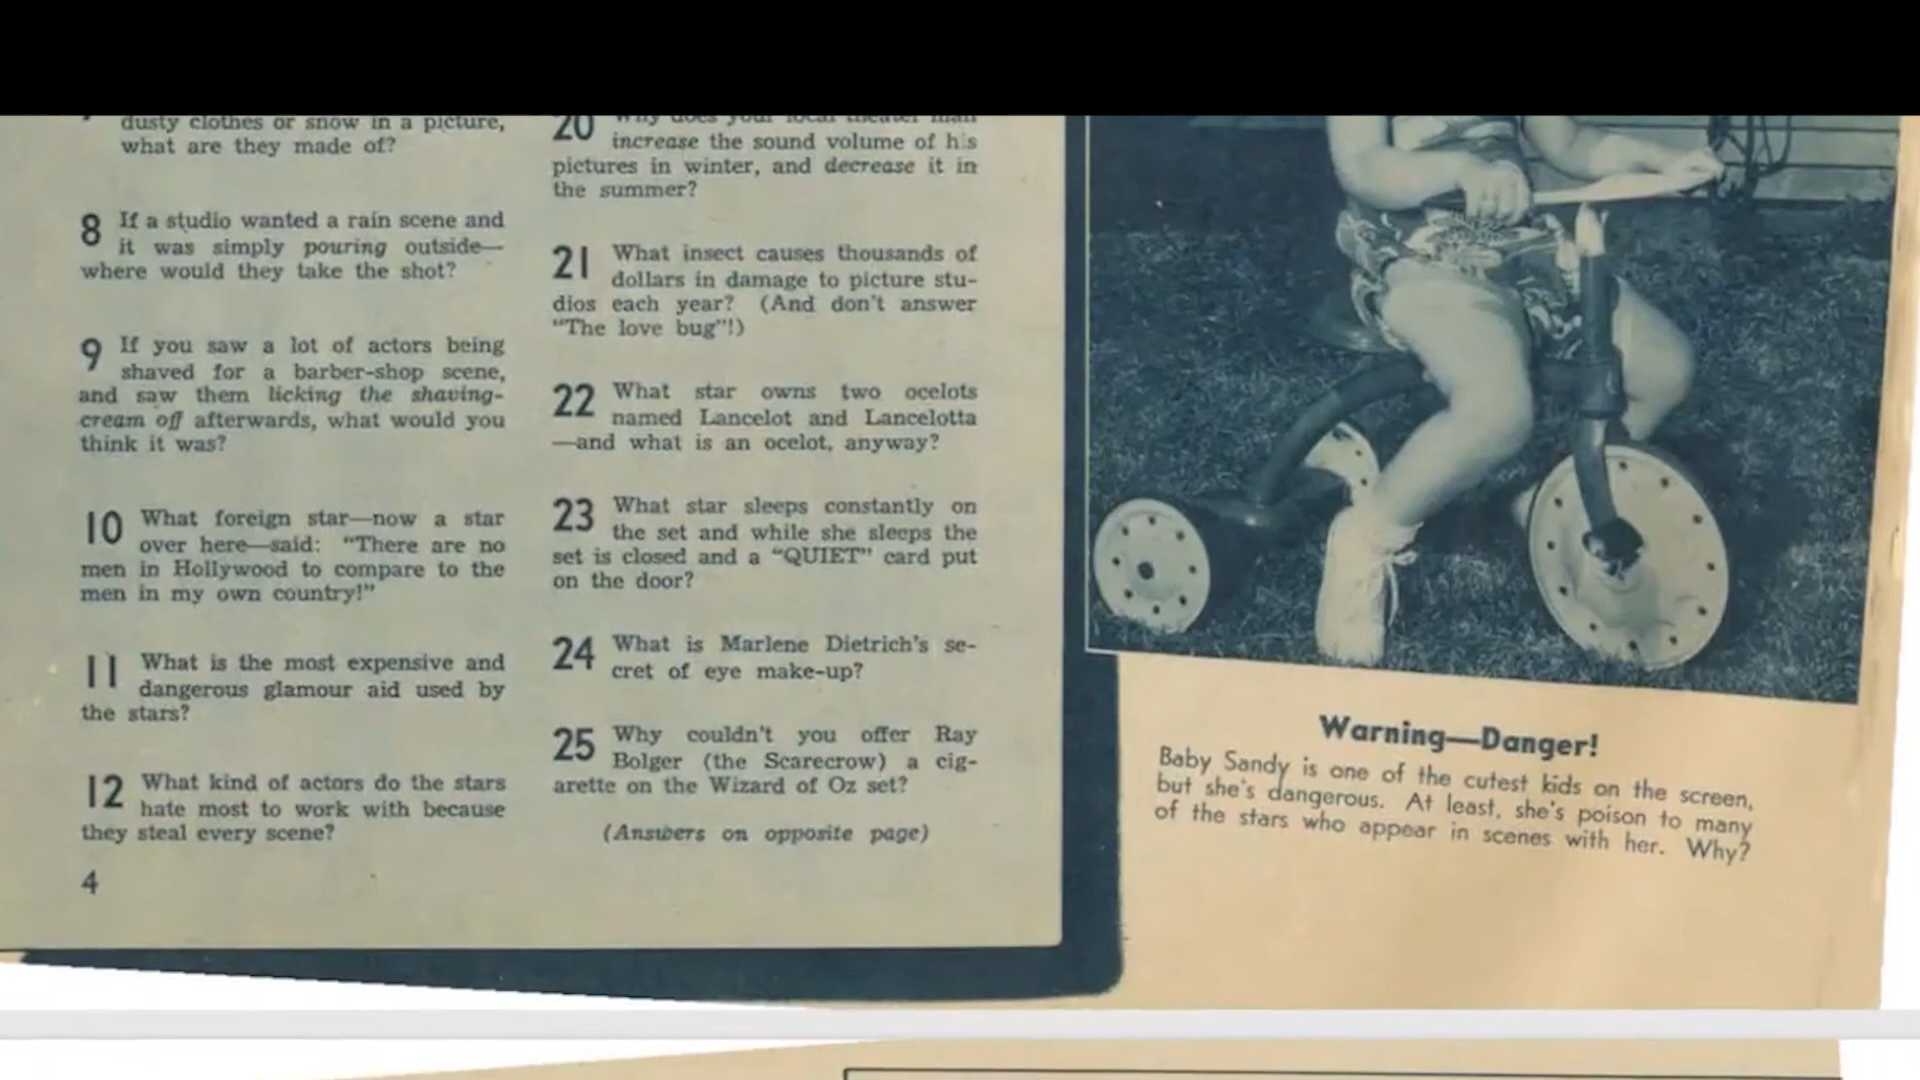 dusty clothes or snow in a picture,
what are they made of?
8 If a studio wanted a rain scene and
it was simply pouring outside—
where would they take the shot?
9 If you saw a lot of actors being
shaved for a barber-shop scene,
and saw them licking the shaving-
cream off afterwards, what would you
think it was?
10 What foreign star—now a star
over here—said: "There are no
men in Hollywood to compare to the
men in my own country!"
11 What is the most expensive and
dangerous glamour aid used by
the stars?
12 What kind of actors do the stars
hate most to work with because
they steal every scene?
4
20 Why does your local theater man
increase the sound volume of his
pictures in winter, and decrease it in
the summer?
21 What insect causes thousands of
dollars in damage to picture stu-
dios each year? (And don't answer
"The love bug"!)
22 What star owns two ocelots
named Lancelot and Lancelotta
—and what is an ocelot, anyway?
23 What star sleeps constantly on
the set and while she sleeps the
set is closed and a "QUIET" card put
on the door?
24 What is Marlene Dietrich's se-
cret of eye make-up?
25 Why couldn't you offer Ray
Bolger (the Scarecrow) a cig-
arette on the Wizard of Oz set?
(Answers on opposite page)
Warning—Danger!
Baby Sandy is one of the cutest kids on the screen,
but she's dangerous. At least, she's poison to many
of the stars who appear in scenes with her. Why?